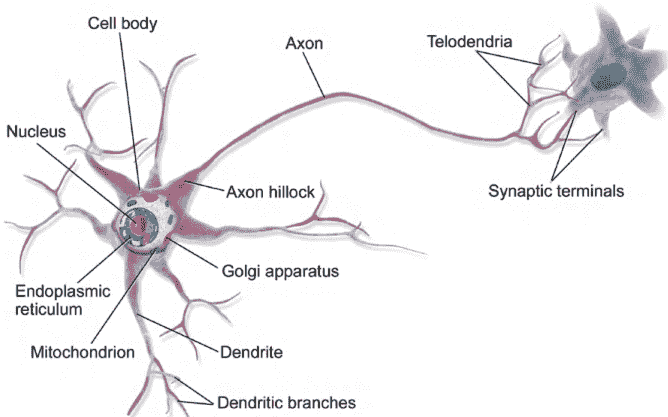 Cell body
Axon
Telodendria
Nucleus
Axon hillock
Synaptic terminals
Golgi apparatus
Endoplasmic
reticulum
Mitochondrion
Dendrite
Dendritic branches